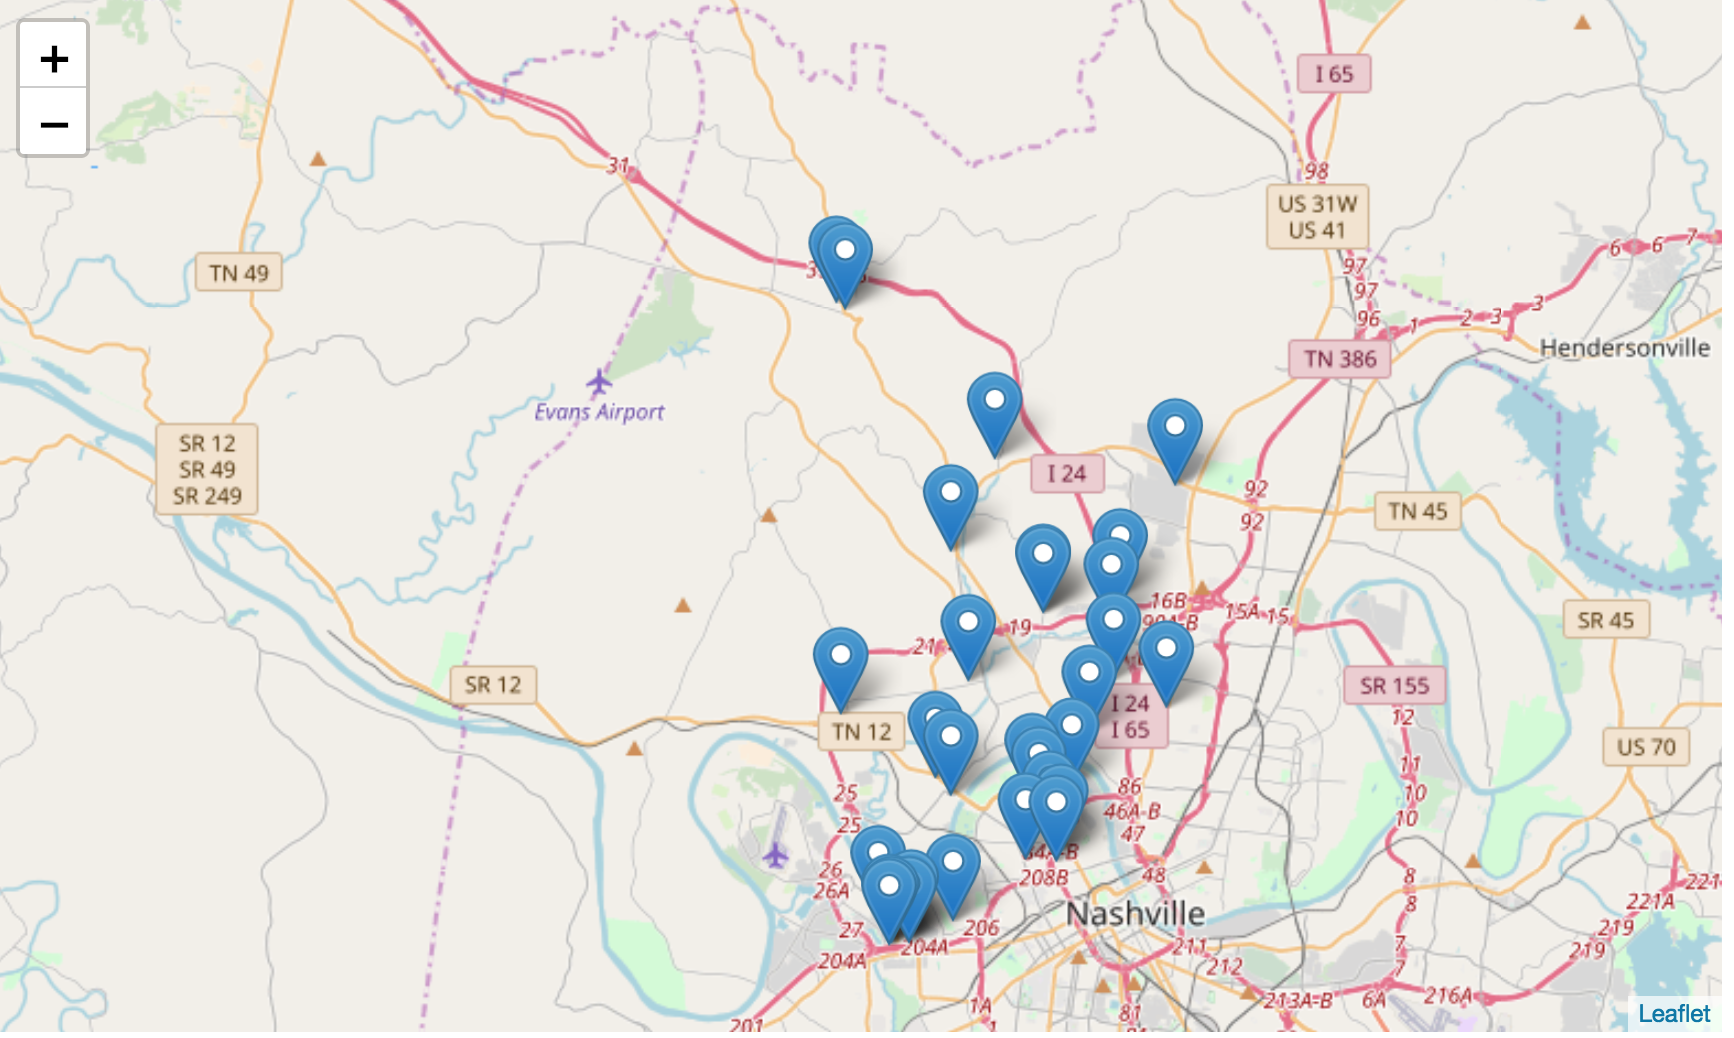 +
−
I 65
31
98
US 31W
US 41
TN 49
6
6
7
97
97
96
1
2
3
3
TN 386
Hendersonville
Evans Airport
SR 12
SR 49
SR 249
I 24
92
92
TN 45
16B
15A
15
19
21
SR 45
SR 12
SR 155
I 24
I 65
TN 12
12
US 70
25
25
86
46A-B
47
11
10
10
26
26A
208B
48
8
8
221A
27
204A
204A
206
Nashville
211
212
7
7
219
219
213A-B
6A
216A
1A
1
201
81
Leaflet